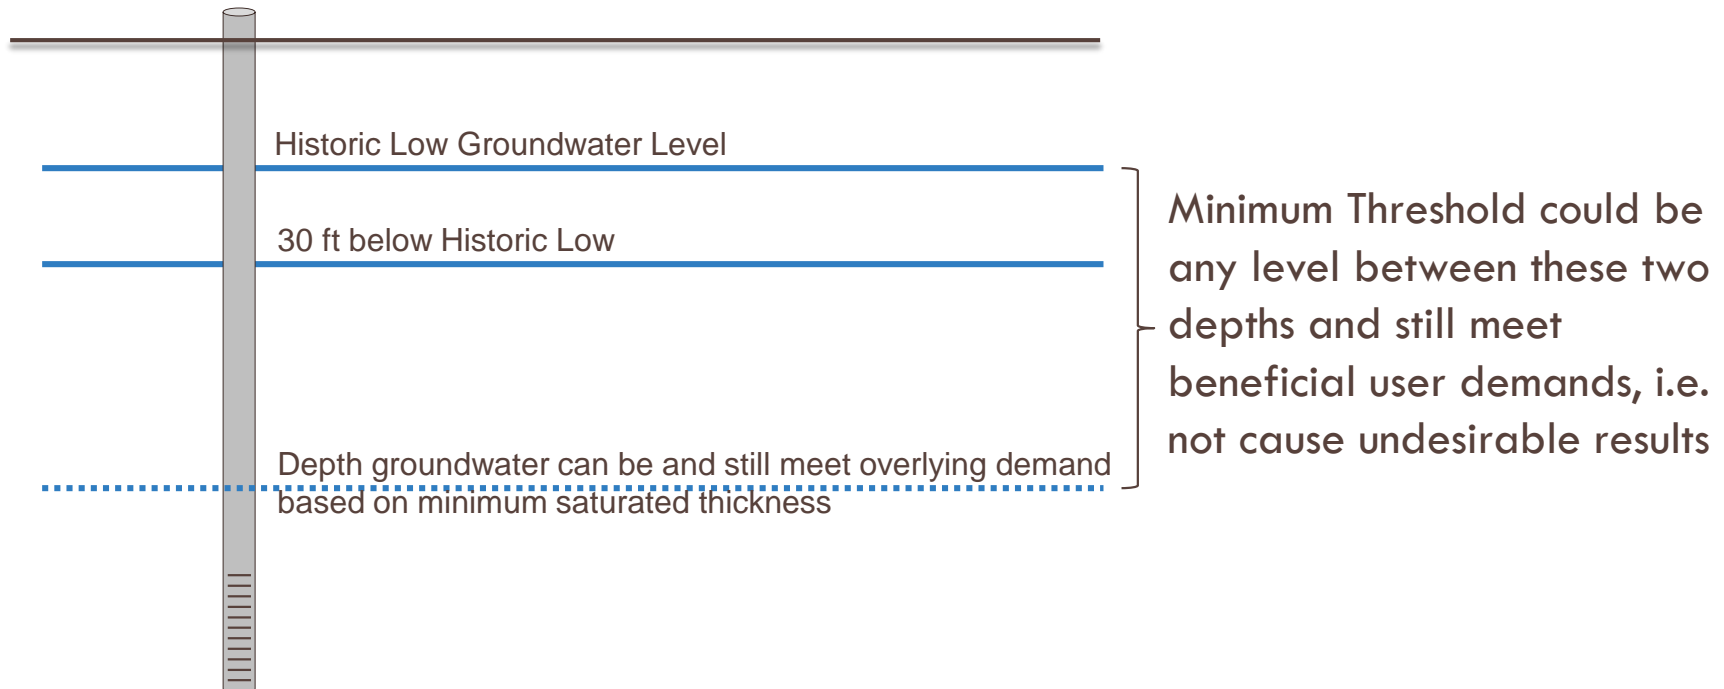 Historic Low Groundwater Level
30 ft below Historic Low
Depth groundwater can be and still meet overlying demand
based on minimum saturated thickness
Minimum Threshold could be
any level between these two
depths and still meet
beneficial user demands, i.e.
not cause undesirable results